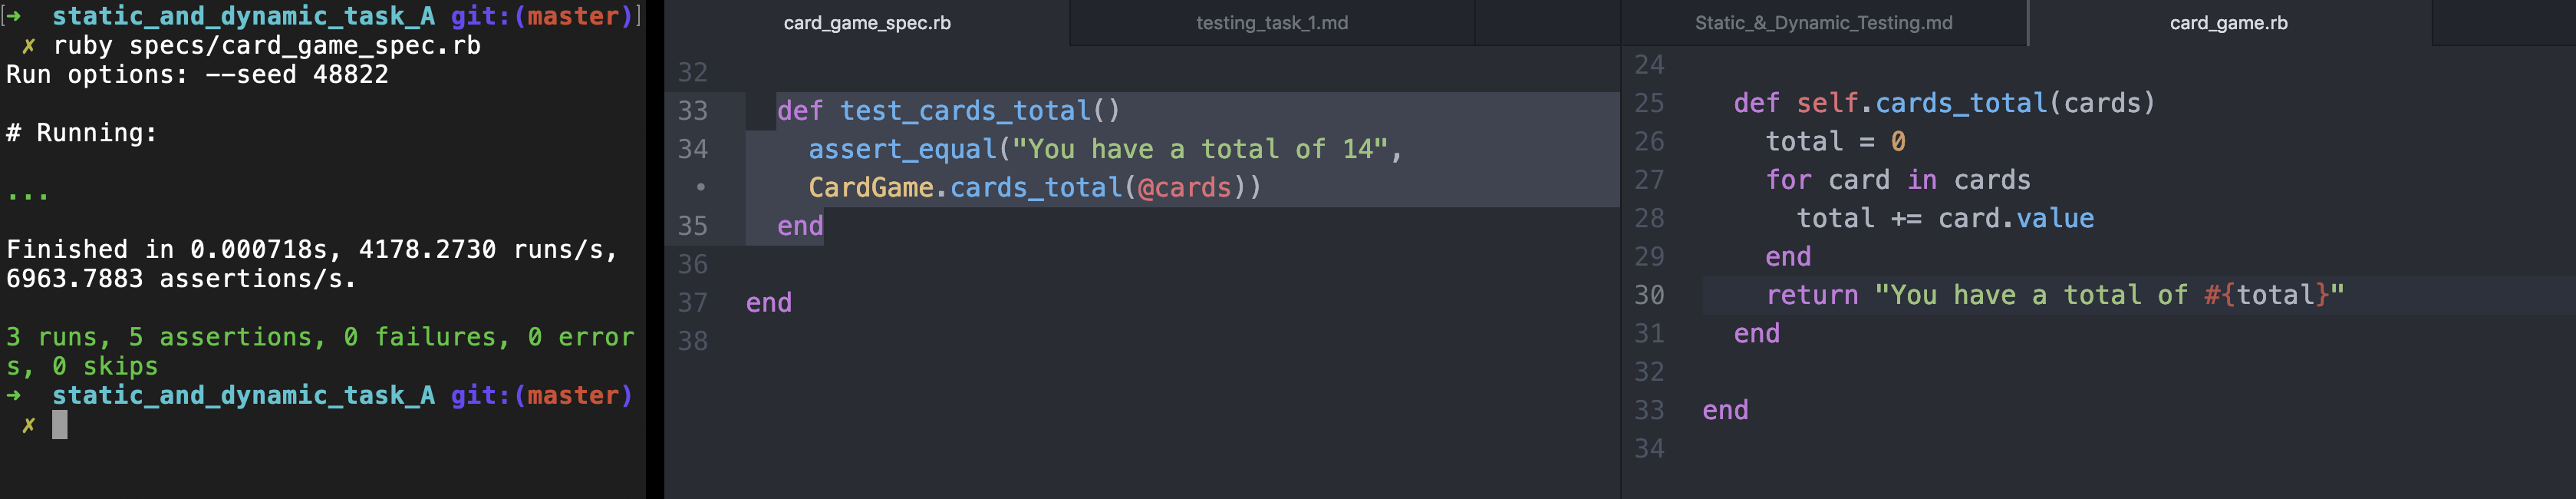 [➜  static_and_dynamic_task_A git:(master)]
✗ ruby specs/card_game_spec.rb
Run options: --seed 48822
# Running:
...
Finished in 0.000718s, 4178.2730 runs/s,
6963.7883 assertions/s.
3 runs, 5 assertions, 0 failures, 0 error
s, 0 skips
➜  static_and_dynamic_task_A git:(master)
✗
card_game_spec.rb
testing_task_1.md
32
33 def test_cards_total()
34 assert_equal("You have a total of 14",
• CardGame.cards_total(@cards))
35 end
36
37 end
38
Static_&_Dynamic_Testing.md
card_game.rb
24
25 def self.cards_total(cards)
26 total = 0
27 for card in cards
28 total += card.value
29 end
30 return "You have a total of #{total}"
31 end
32
33 end
34